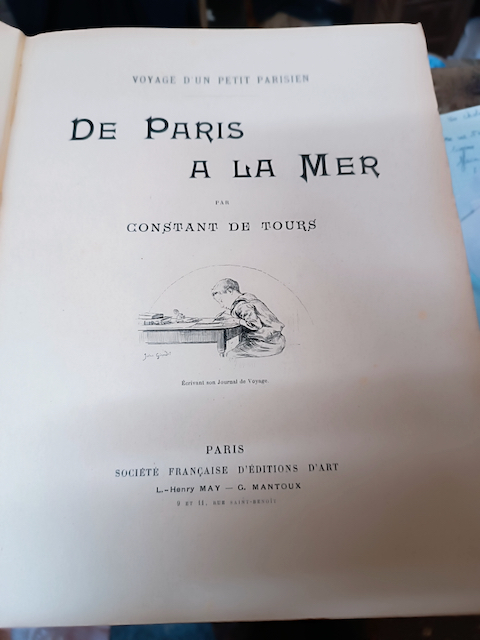 VOYAGE D'UN PETIT PARISIEN
DE PARIS
A LA MER
PAR
CONSTANT DE TOURS
Écrivant son Journal de Voyage
PARIS
SOCIÉTÉ FRANÇAISE D'ÉDITIONS D'ART
L.-HENRY MAY — G. MANTOUX
9 ET 11, RUE SAINT-BENOIT